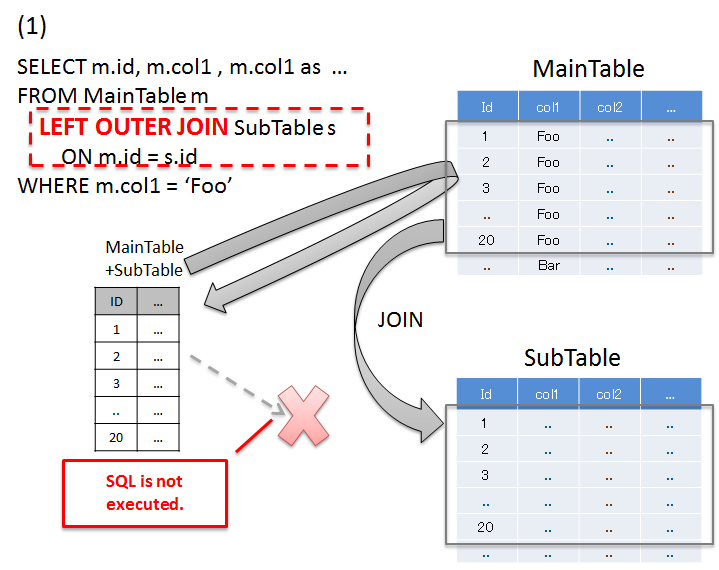 (1)
SELECT m.id, m.col1 , m.col1 as ...
FROM MainTable m
LEFT OUTER JOIN SubTable s
ON m.id = s.id
WHERE m.col1 = ‘Foo’
MainTable
Id col1 col2 ...
1 Foo .. ..
2 Foo .. ..
3 Foo .. ..
.. Foo .. ..
20 Foo .. ..
.. Bar .. ..
MainTable
+SubTable
ID ...
1 ...
2 ...
3 ...
.. ...
20 ...
JOIN
SQL is not
executed.
SubTable
Id col1 col2 ...
1 .. .. ..
2 .. .. ..
3 .. .. ..
.. .. .. ..
20 .. .. ..
.. .. .. ..